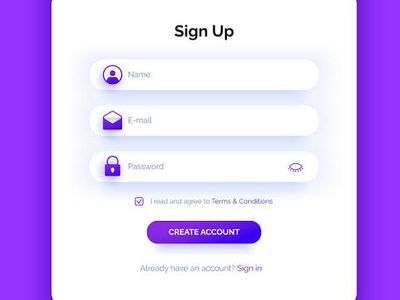 Sign Up
Name
E-mail
Password
I read and agree to Terms & Conditions
CREATE ACCOUNT
Already have an account? Sign in